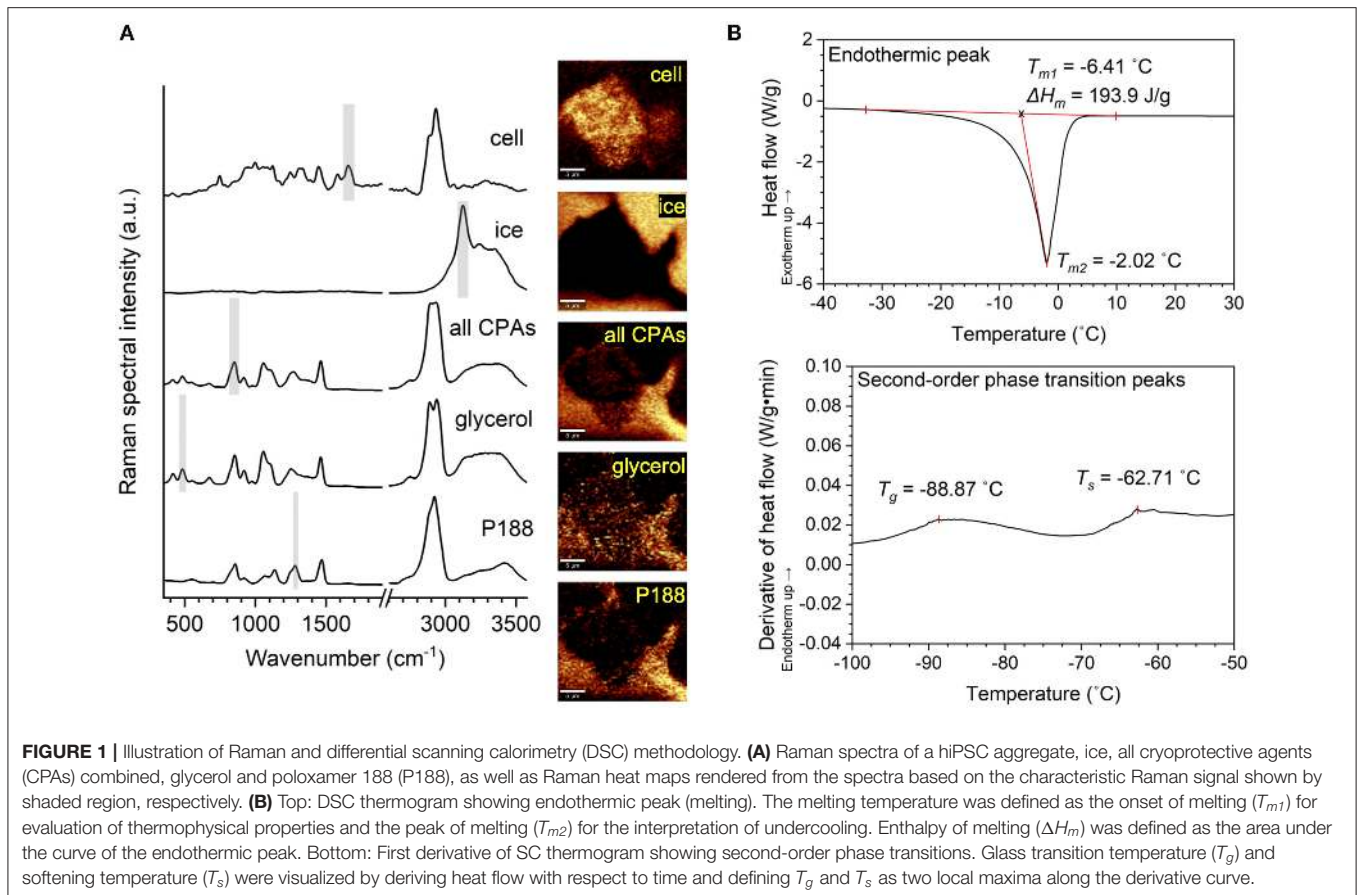 A
Raman spectral intensity (a.u.)
cell
ice
all CPAs
glycerol
P188
500
1000
1500
3000
3500
Wavenumber (cm⁻¹)
cell
ice
all CPAs
5 µm
glycerol
5 µm
P188
B
Endothermic peak
Tm1 = -6.41 ˚C
ΔHm = 193.9 J/g
Tm2 = -2.02 ˚C
Heat flow (W/g)
Exotherm up →
2
0
-2
-4
-6
-40
-30
-20
-10
0
10
20
30
Temperature (˚C)
Second-order phase transition peaks
Tg = -88.87 ˚C
Ts = -62.71 ˚C
Derivative of heat flow (W/g•min)
Endotherm up →
0.10
0.08
0.06
0.04
0.02
0.00
-0.02
-0.04
-100
-90
-80
-70
-60
-50
Temperature (˚C)
FIGURE 1 | Illustration of Raman and differential scanning calorimetry (DSC) methodology. (A) Raman spectra of a hiPSC aggregate, ice, all cryoprotective agents
(CPAs) combined, glycerol and poloxamer 188 (P188), as well as Raman heat maps rendered from the spectra based on the characteristic Raman signal shown by
shaded region, respectively. (B) Top: DSC thermogram showing endothermic peak (melting). The melting temperature was defined as the onset of melting (Tm1) for
evaluation of thermophysical properties and the peak of melting (Tm2) for the interpretation of undercooling. Enthalpy of melting (ΔHm) was defined as the area under
the curve of the endothermic peak. Bottom: First derivative of SC thermogram showing second-order phase transitions. Glass transition temperature (Tg) and
softening temperature (Ts) were visualized by deriving heat flow with respect to time and defining Tg and Ts as two local maxima along the derivative curve.